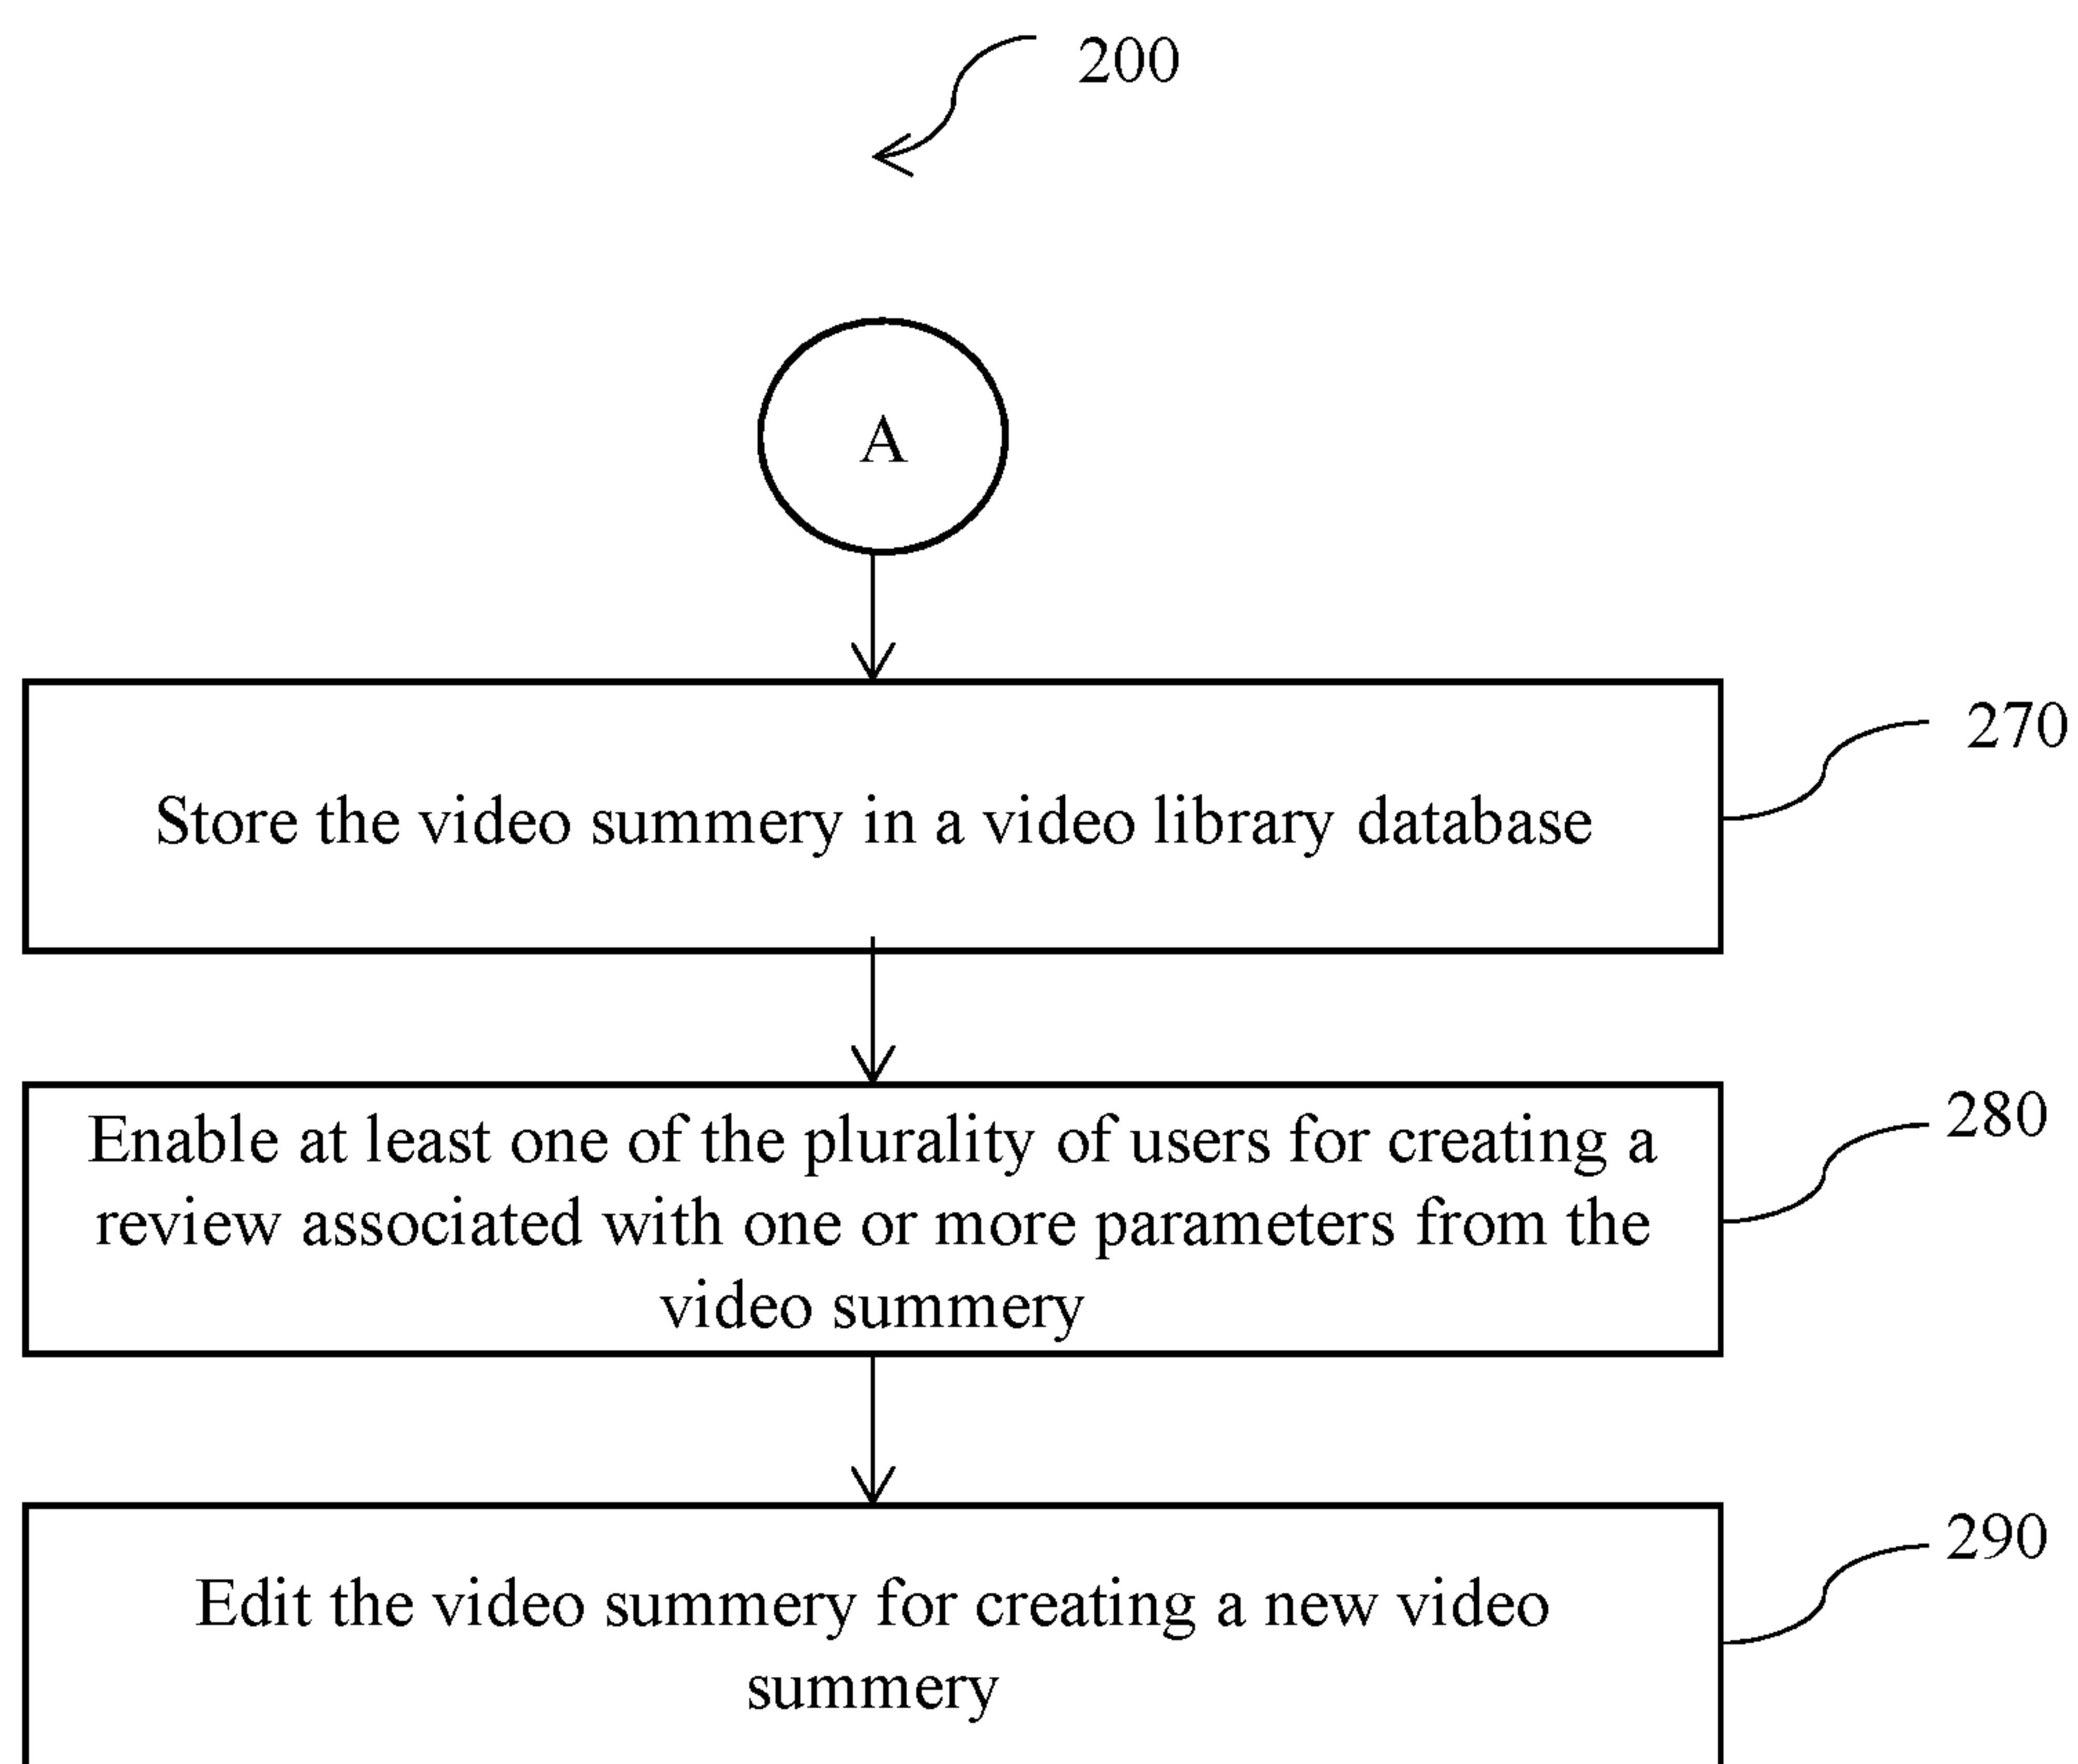 200
A
Store the video summery in a video library database
270
Enable at least one of the plurality of users for creating a
review associated with one or more parameters from the
video summery
280
Edit the video summery for creating a new video
summery
290